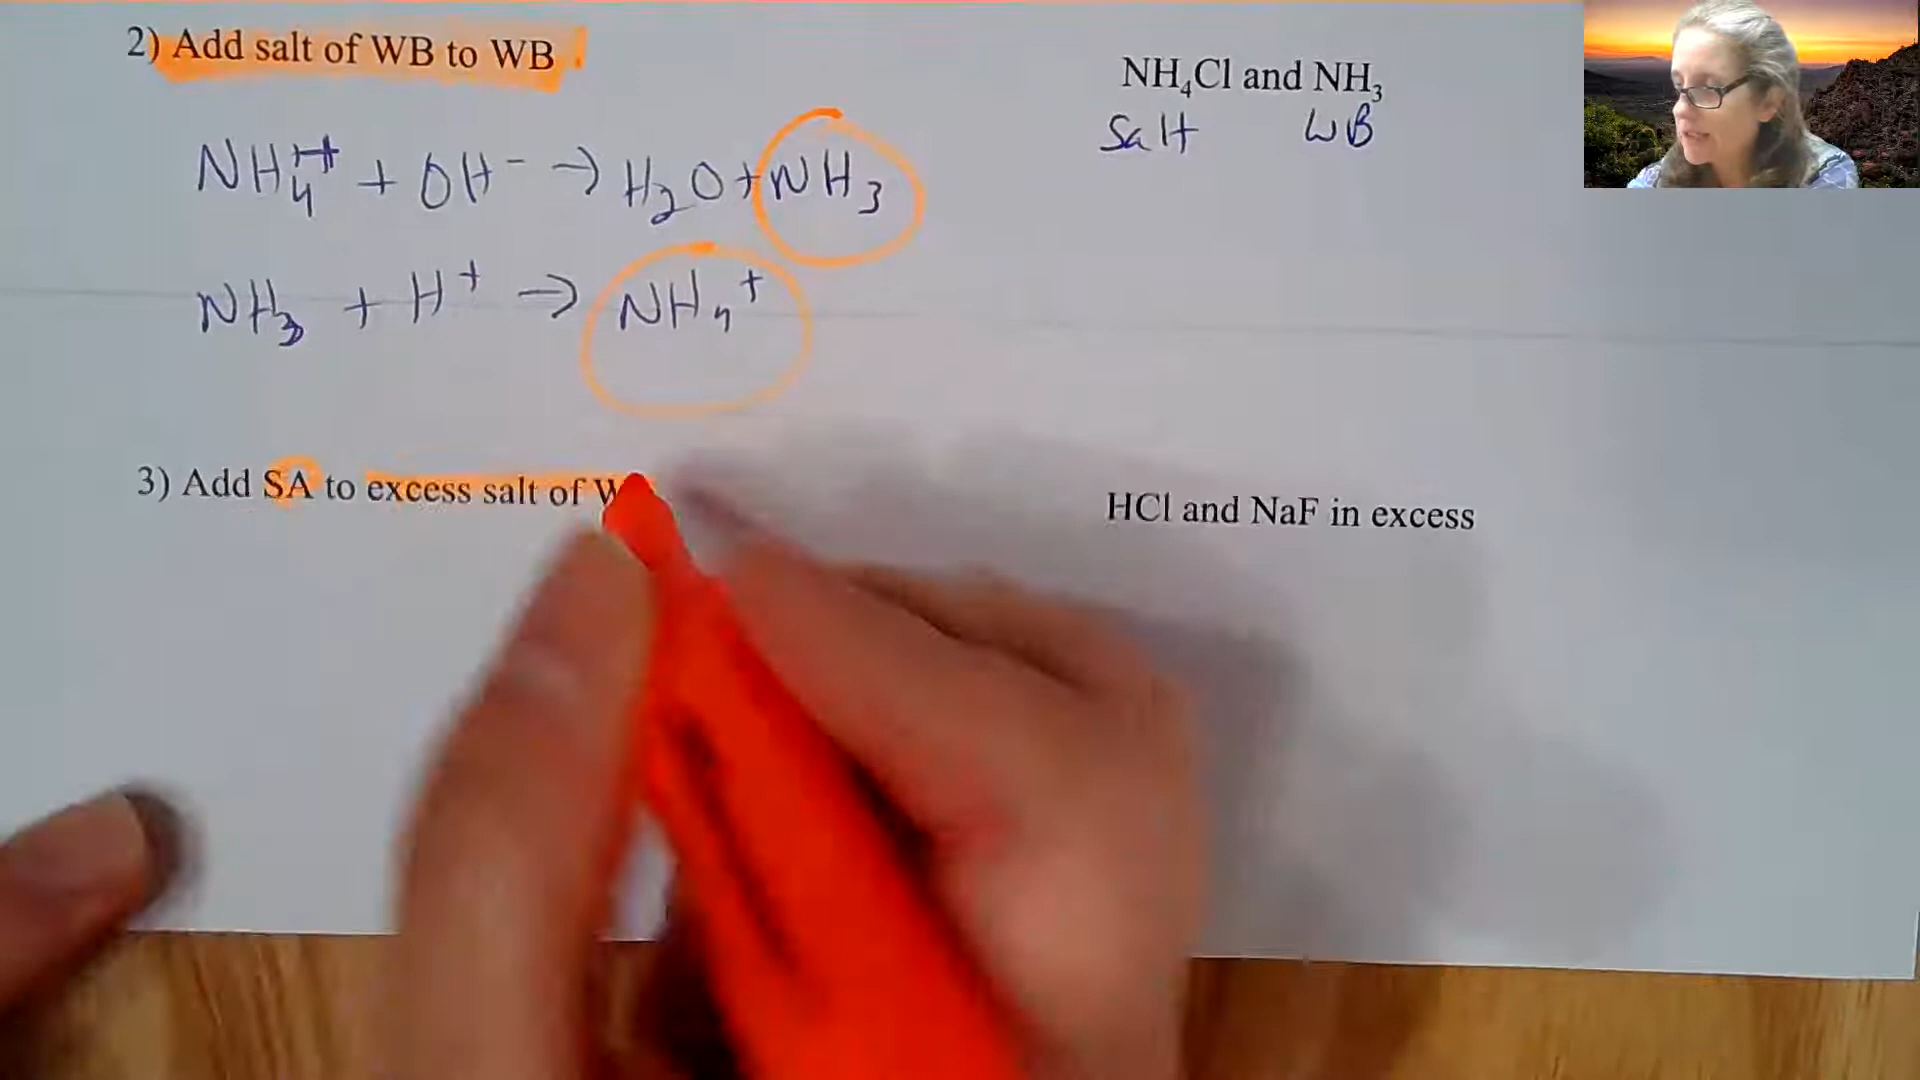 2) Add salt of WB to WB
NH₄Cl and NH₃
Salt WB
NH₄⁺ + OH⁻ → H₂O + NH₃
NH₃ + H⁺ → NH₄⁺
3) Add SA to excess salt of
HCl and NaF in excess